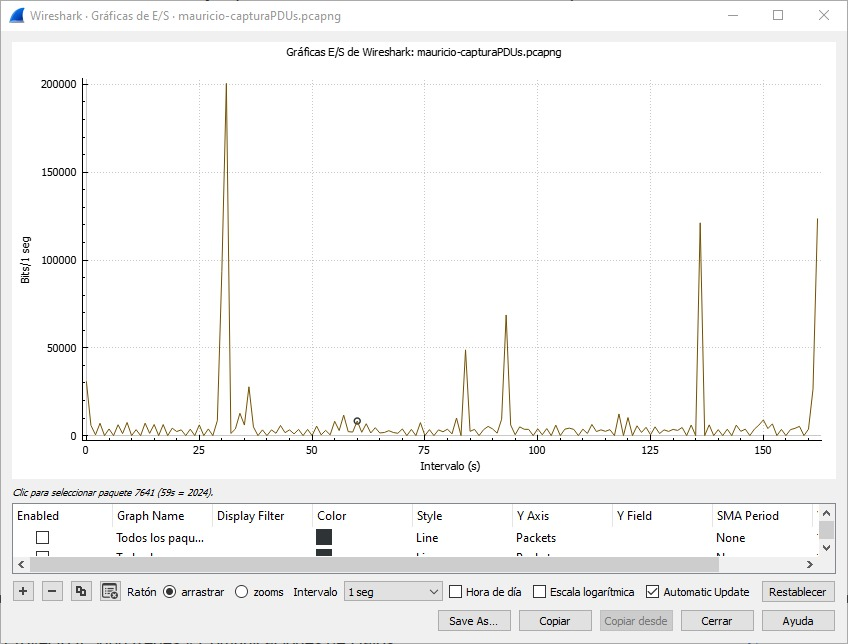 Wireshark · Gráficas de E/S · mauricio-capturaPDUs.pcapng
Gráficas E/S de Wireshark: mauricio-capturaPDUs.pcapng
200000
150000
100000
50000
0
Bits/1 seg
0 25 50 75 100 125 150
Intervalo (s)
Clic para seleccionar paquete 7641 (59s = 2024).
Enabled Graph Name Display Filter Color Style Y Axis Y Field SMA Period
Todos los paqu... Line Packets None
Ratón arrastrar zooms Intervalo 1 seg Hora de día Escala logarítmica Automatic Update Restablecer
Save As... Copiar Copiar desde Cerrar Ayuda